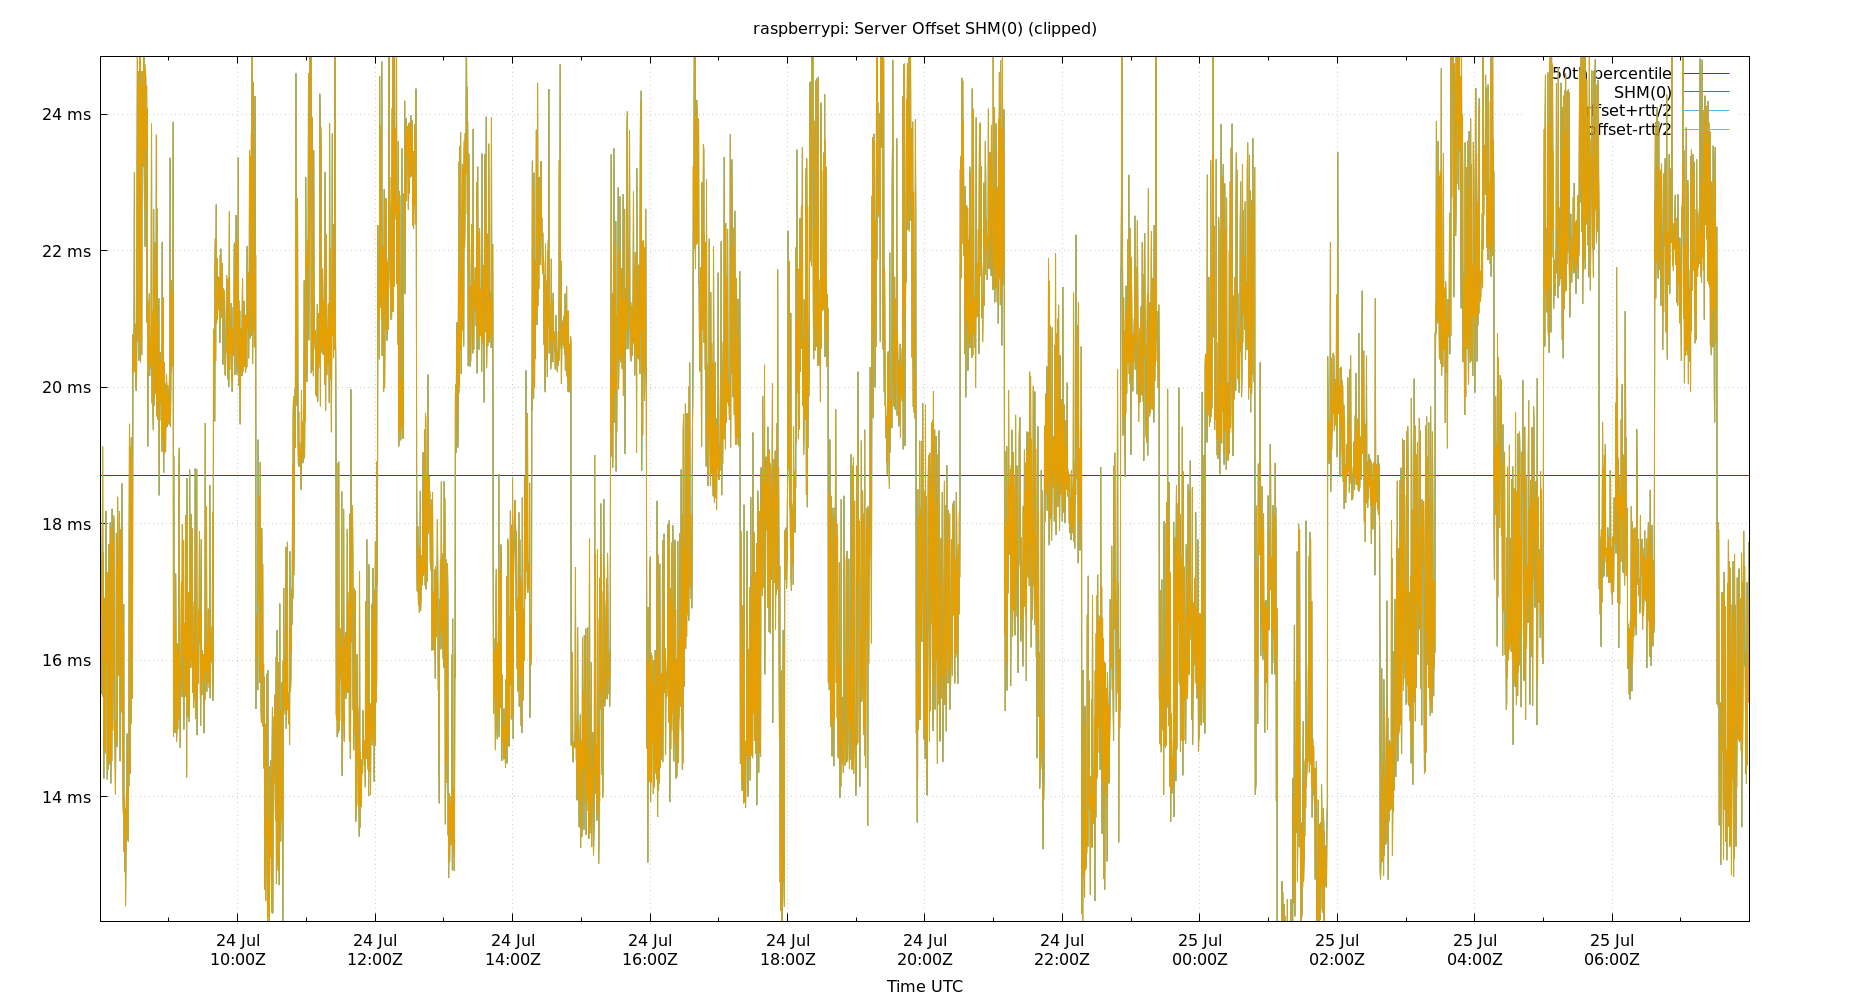 raspberrypi: Server Offset SHM(0) (clipped)
50th percentile
SHM(0)
offset+rtt/2
offset-rtt/2
24 ms
22 ms
20 ms
18 ms
16 ms
14 ms
24 Jul 24 Jul 24 Jul 24 Jul 24 Jul 24 Jul 24 Jul 25 Jul 25 Jul 25 Jul 25 Jul
10:00Z 12:00Z 14:00Z 16:00Z 18:00Z 20:00Z 22:00Z 00:00Z 02:00Z 04:00Z 06:00Z
Time UTC